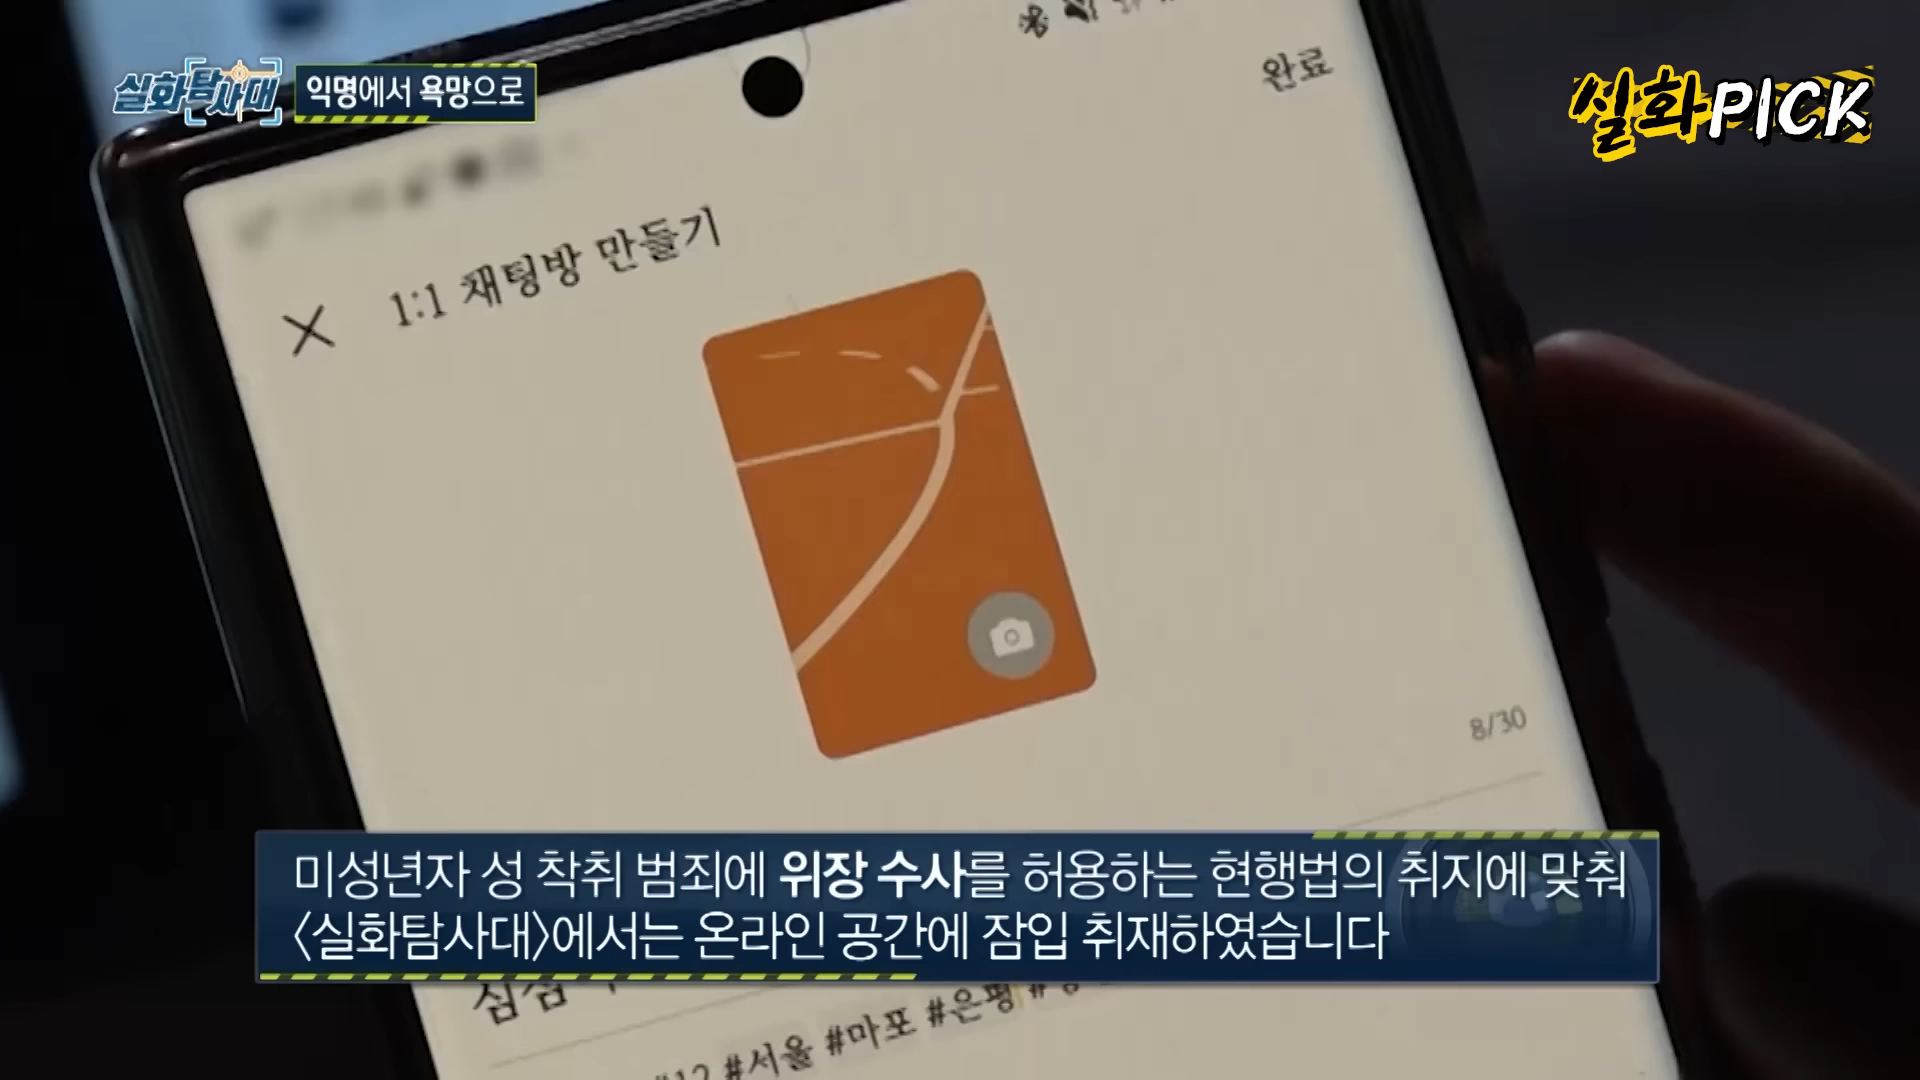 실화탐사대
익명에서 욕망으로
실화PICK
완료
1:1 채팅방 만들기
8/30
미성년자 성 착취 범죄에 위장 수사를 허용하는 현행법의 취지에 맞춰
<실화탐사대>에서는 온라인 공간에 잠입 취재하였습니다
#서울 #마포 #은평